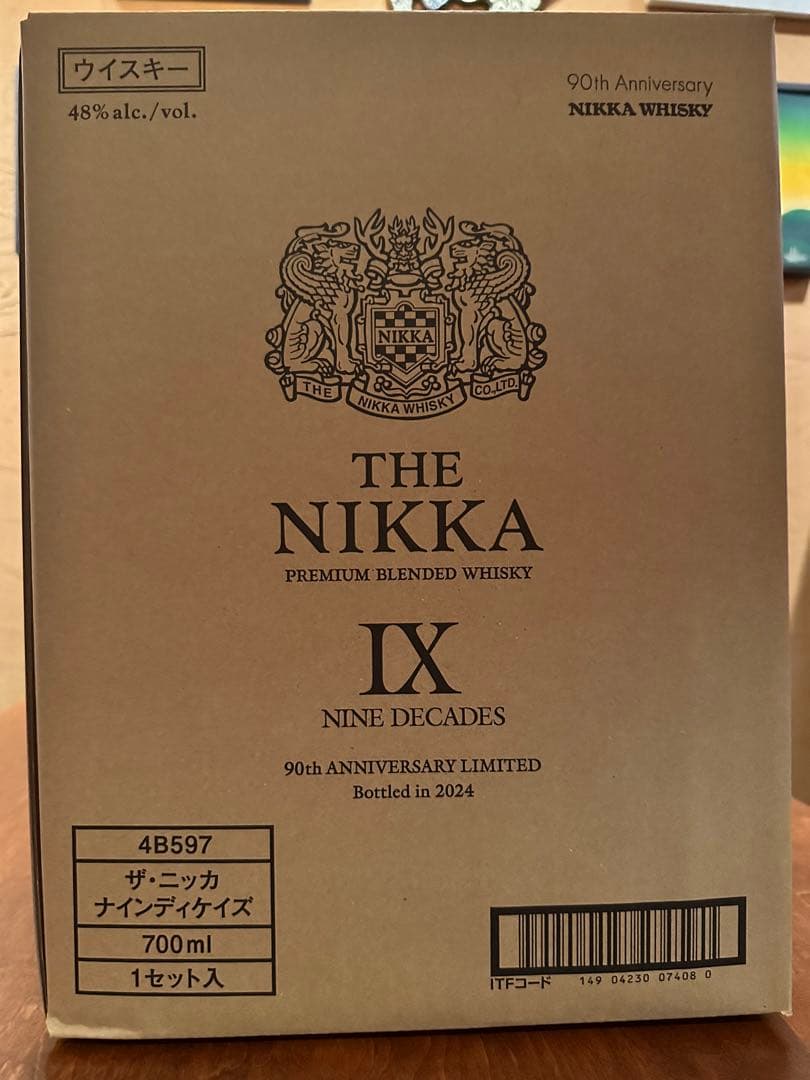 ウイスキー
48% alc./vol.
90th Anniversary
NIKKA WHISKY
NIKKA
THE NIKKA WHISKY CO.,LTD.
THE
NIKKA
PREMIUM BLENDED WHISKY
IX
NINE DECADES
90th ANNIVERSARY LIMITED
Bottled in 2024
4B597
ザ・ニッカ
ナインディケイズ
700ml
1セット入
ITFコード 149 04230 07408 0